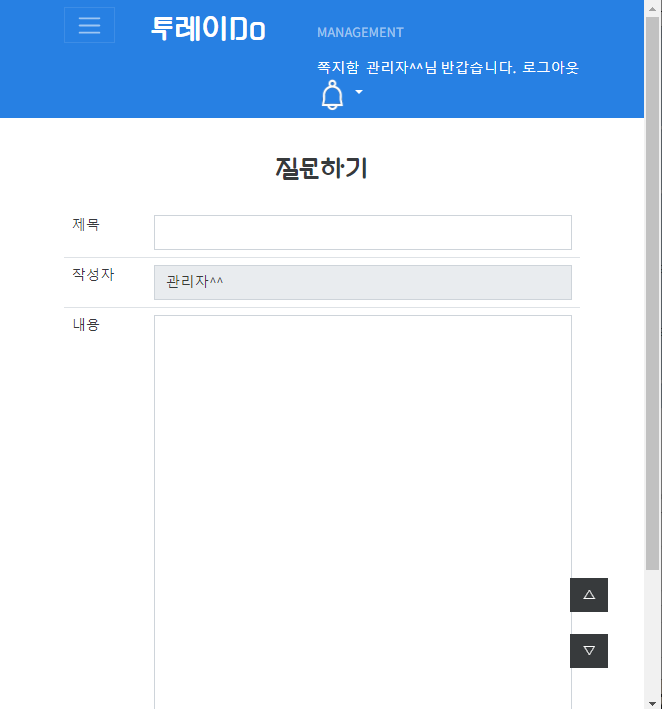 투레이Do
MANAGEMENT
쪽지함 관리자^^님 반갑습니다. 로그아웃
질문하기
제목
작성자 관리자^^
내용
△
▽